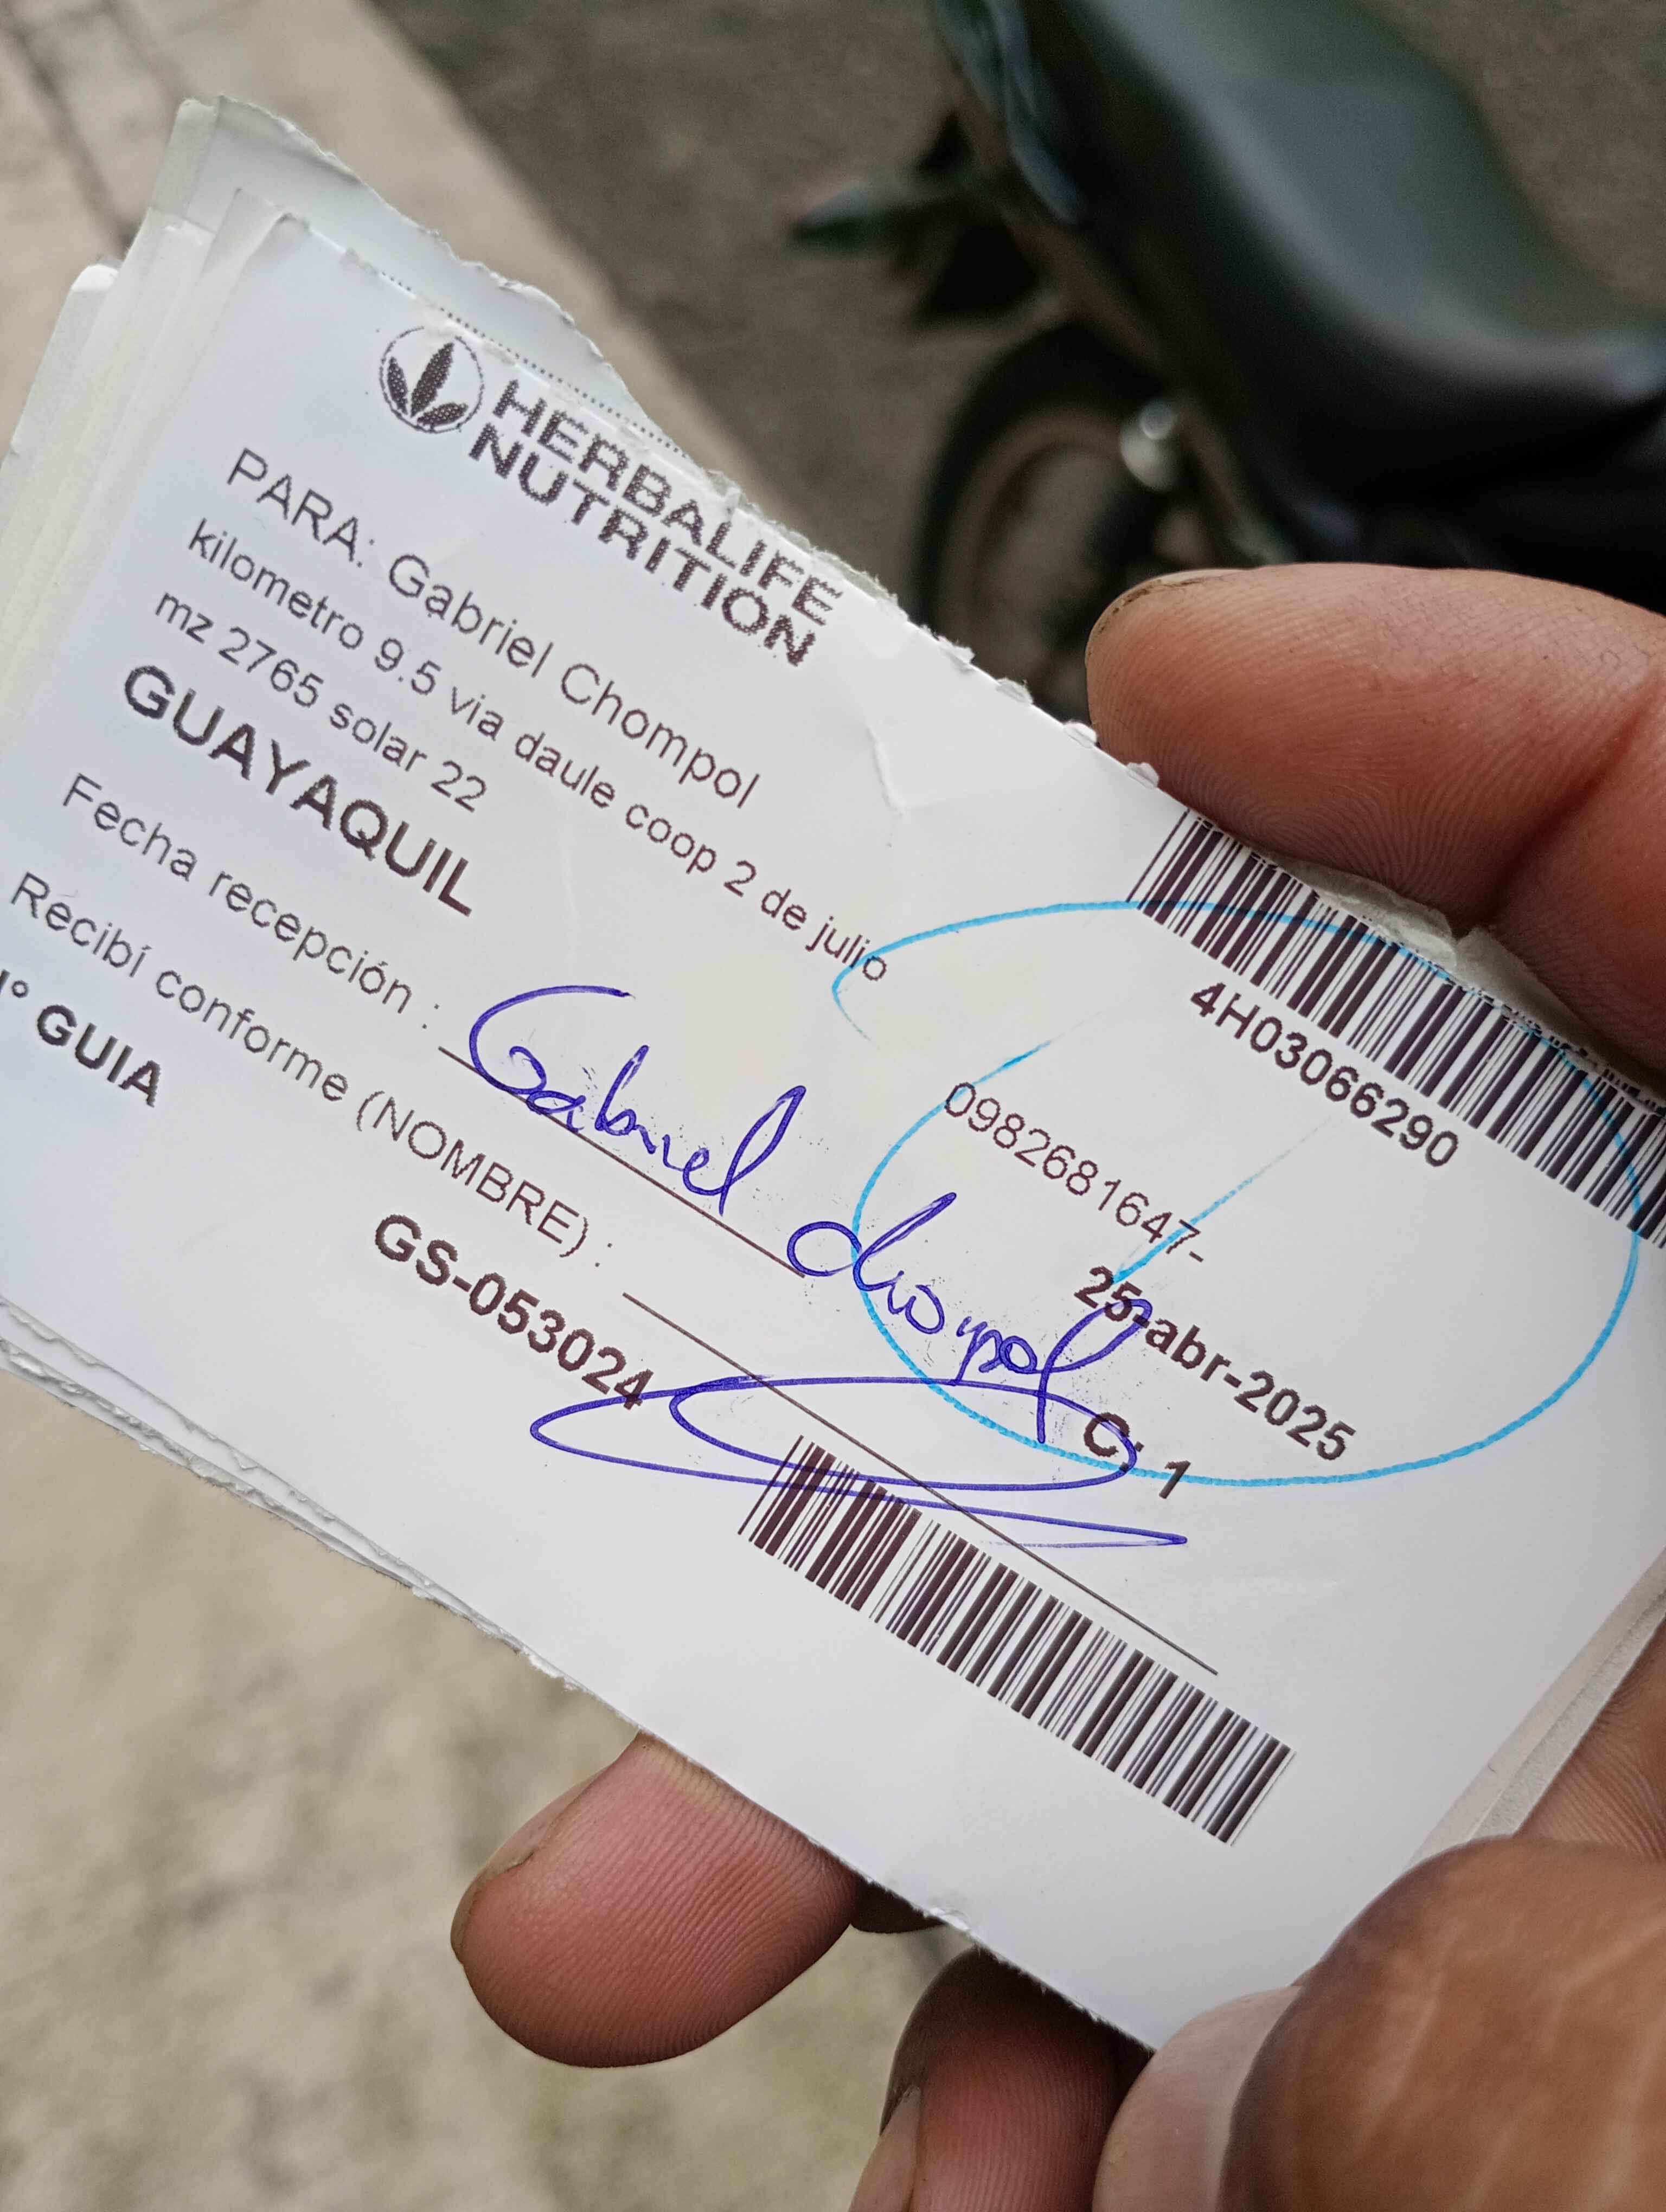 HERBALIFE
NUTRITION
PARA: Gabriel Chompol
kilometro 9.5 via daule coop 2 de julio
mz 2765 solar 22
GUAYAQUIL
4H03066290
0982681647-
25-abr-2025
C: 1
Fecha recepción :
Gabriel Chompol
Recibí conforme (NOMBRE) :
° GUIA
GS-053024